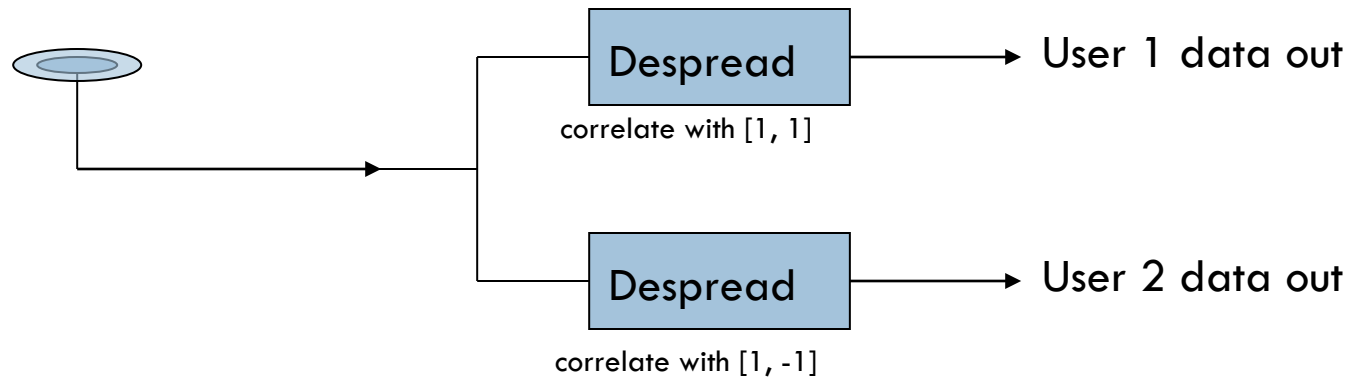 Despread
User 1 data out
correlate with [1, 1]
Despread
User 2 data out
correlate with [1, -1]